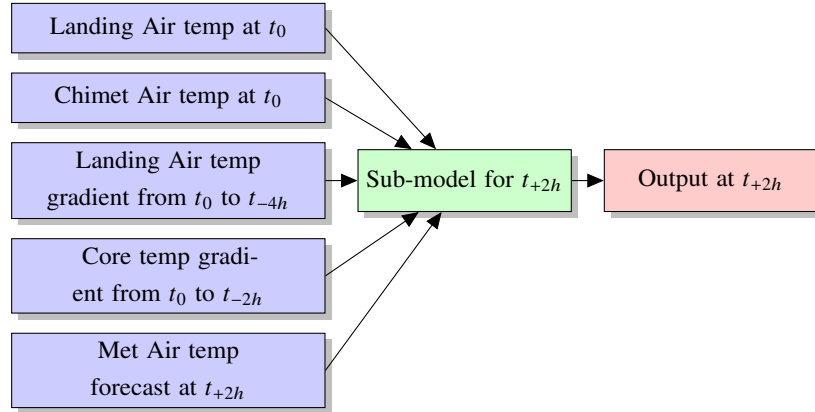 Landing Air temp at t₀
Chimet Air temp at t₀
Landing Air temp
gradient from t₀ to t₋₄ₕ
Core temp gradi-
ent from t₀ to t₋₂ₕ
Met Air temp
forecast at t₊₂ₕ
Sub-model for t₊₂ₕ
Output at t₊₂ₕ